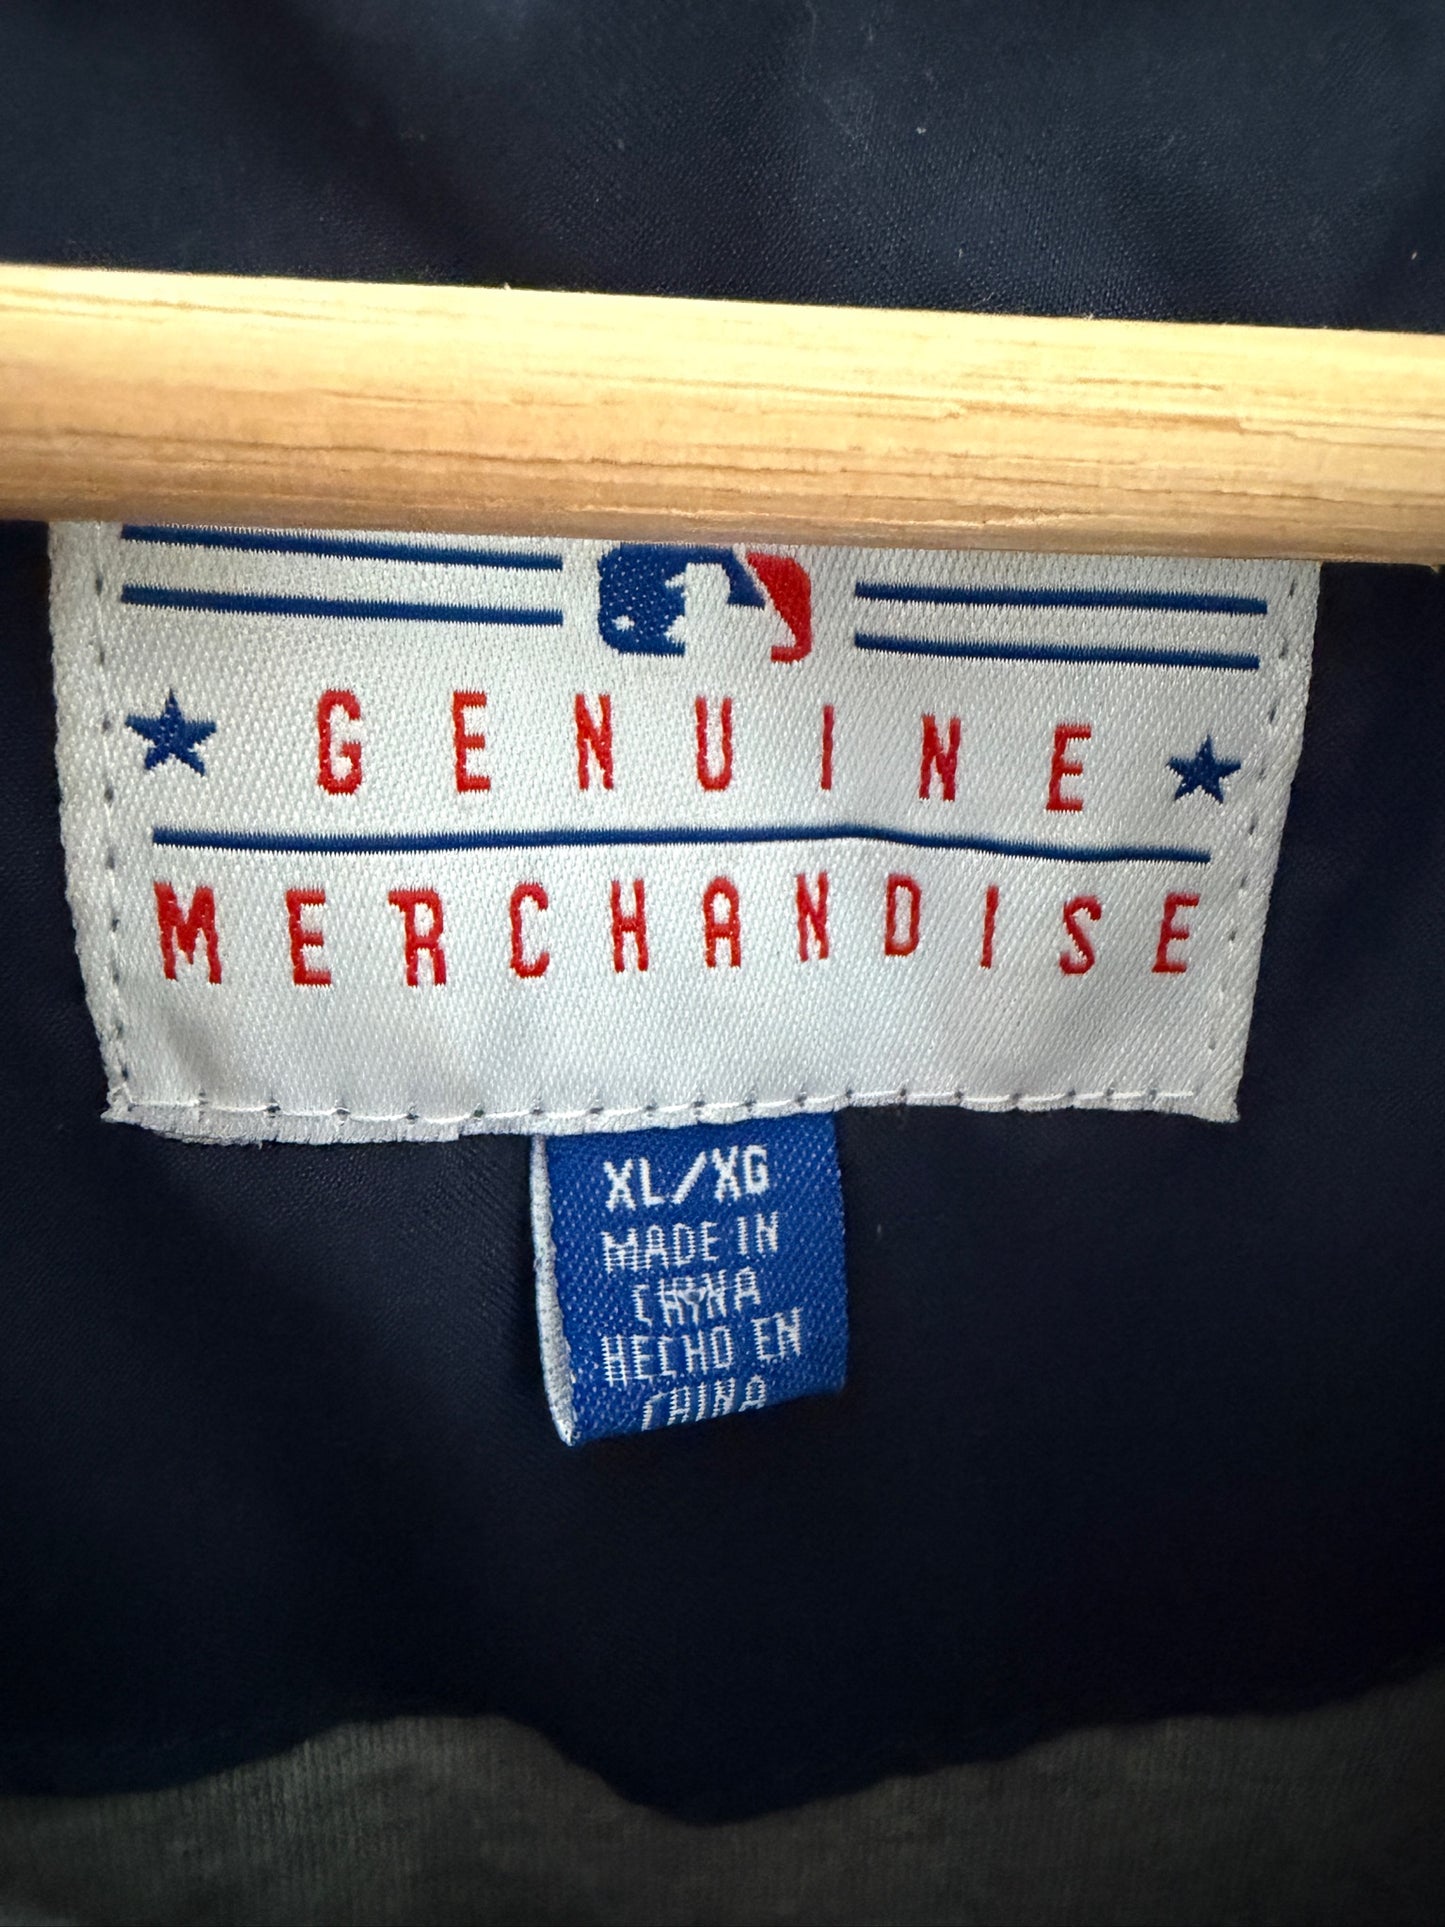 GENUINE
MERCHANDISE
XL/XG
MADE IN
CHINA
HECHO EN
CHINA